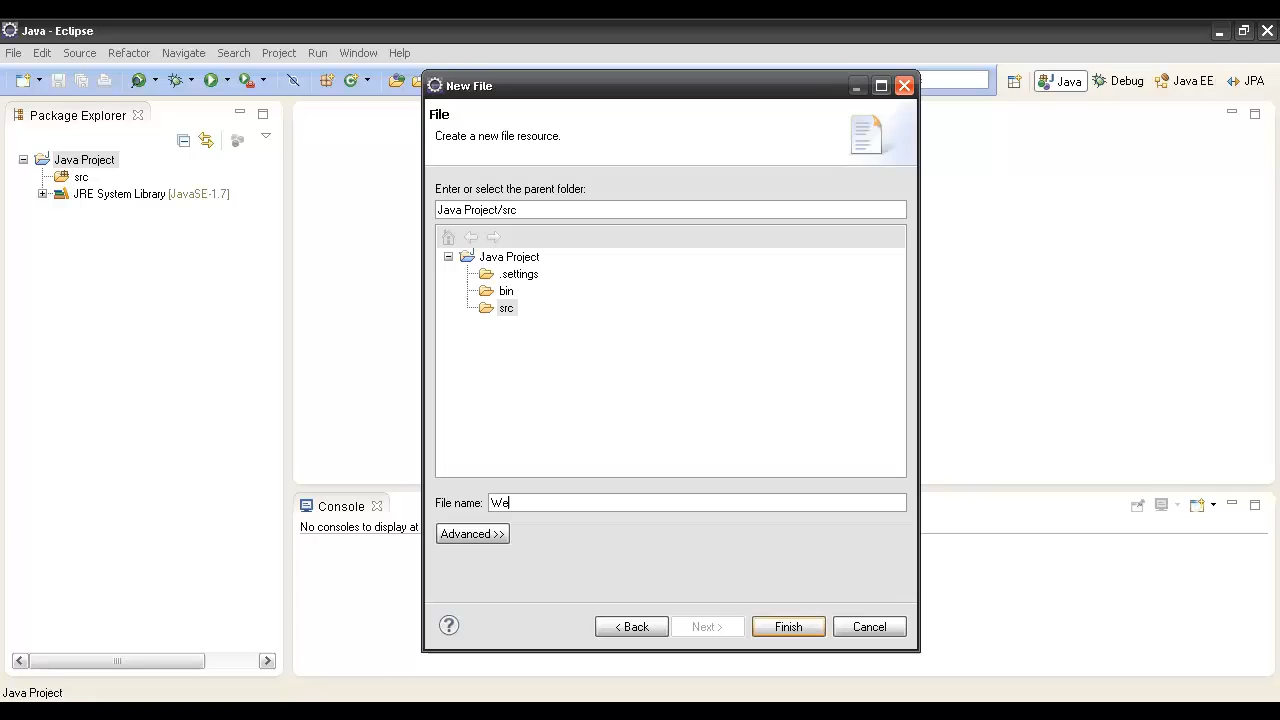 Java - Eclipse
File Edit Source Refactor Navigate Search Project Run Window Help
Java Debug Java EE JPA
Package Explorer
Java Project
src
JRE System Library [JavaSE-1.7]
New File
File
Create a new file resource.
Enter or select the parent folder:
Java Project/src
Java Project
.settings
bin
src
File name: We
Advanced >>
? < Back Next > Finish Cancel
Console
No consoles to display at
Java Project